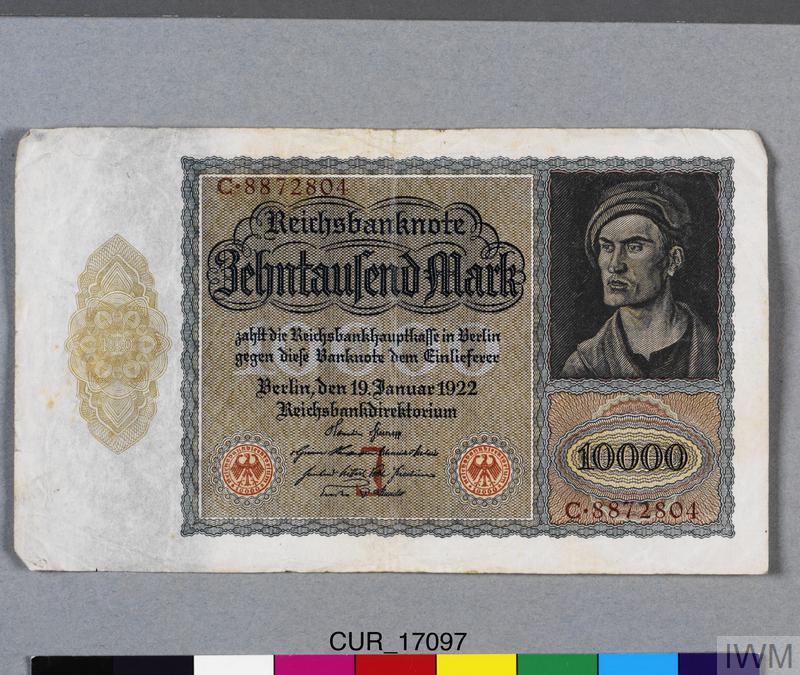 C·8872804
Reichsbanknote
Zehntausend Mark
zahlt die Reichsbankhauptkasse in Berlin
gegen diese Banknote dem Einlieferer
Berlin, den 19. Januar 1922
Reichsbankdirektorium
J
10000
C·8872804
CUR_17097
IWM